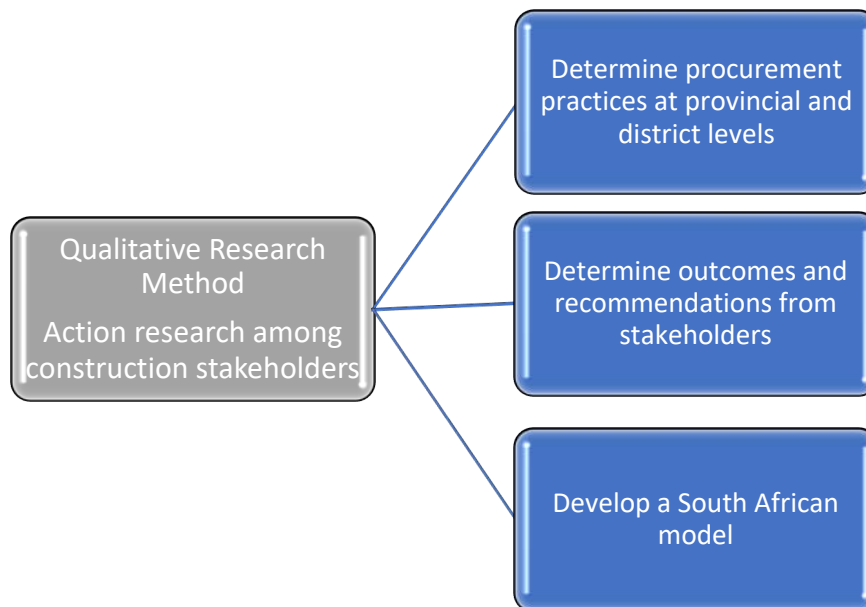 Qualitative Research
Method
Action research among
construction stakeholders
Determine procurement
practices at provincial and
district levels
Determine outcomes and
recommendations from
stakeholders
Develop a South African
model